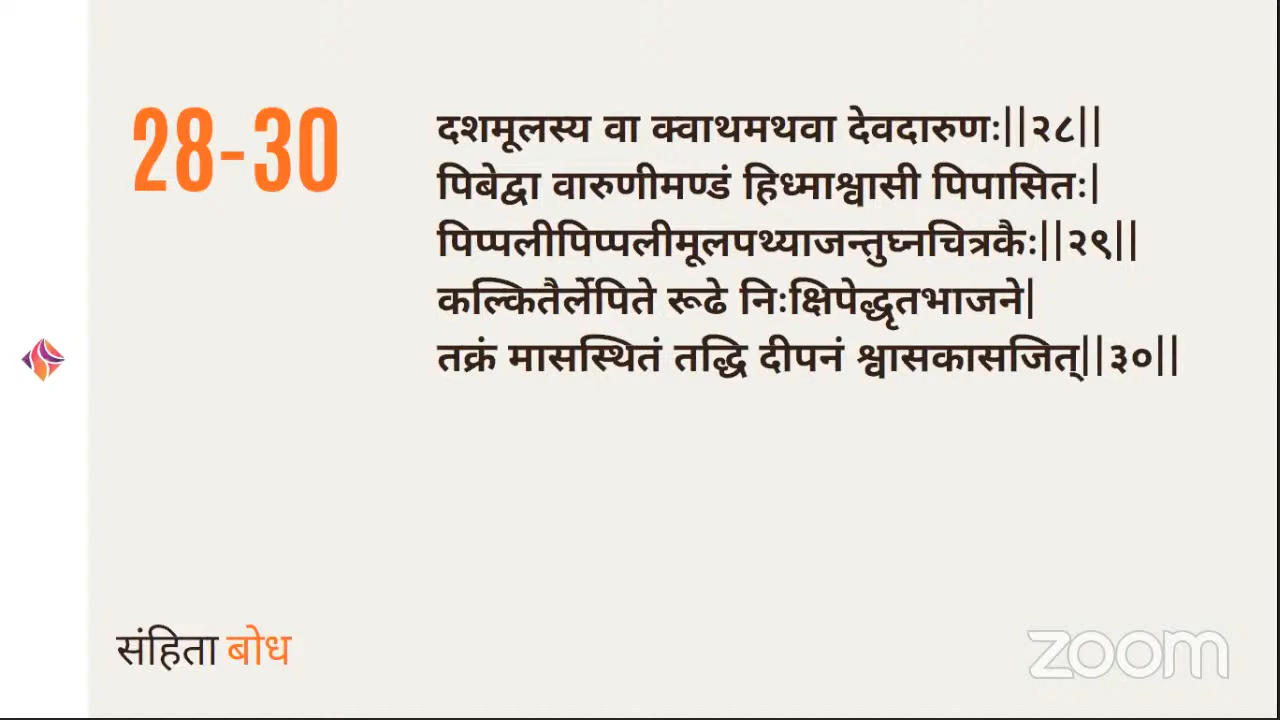 28-30
दशमूलस्य वा क्वाथमथवा देवदारुणः||२८||
पिबेद्वा वारुणीमण्डं हिध्माश्वासी पिपासितः|
पिप्पलीपिप्पलीमूलपथ्याजन्तुघ्नचित्रकैः||२९||
कल्कितैर्लेपिते रूढे निःक्षिपेद्धृतभाजने|
तक्रं मासस्थितं तद्धि दीपनं श्वासकासजित्||३०||
संहिता बोध
zoom